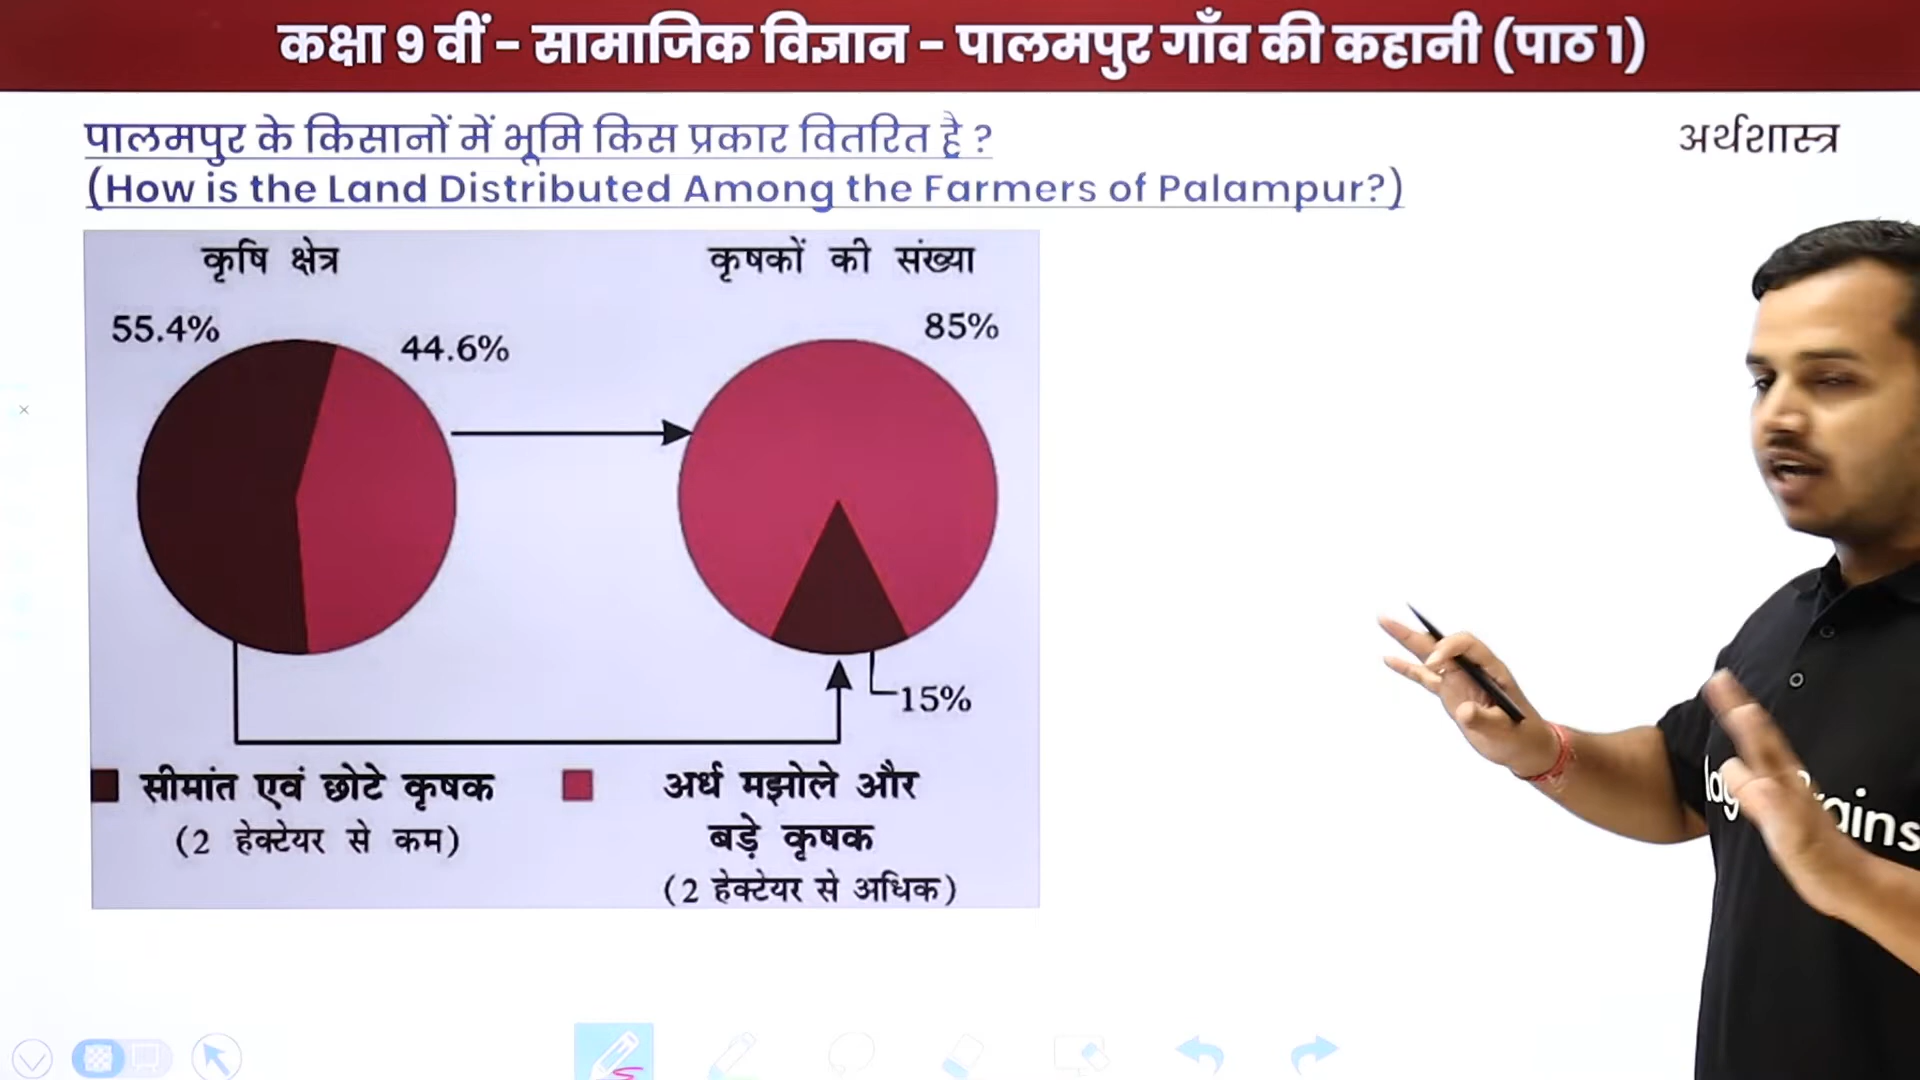 कक्षा 9 वीं - सामाजिक विज्ञान - पालमपुर गाँव की कहानी (पाठ 1)
पालमपुर के किसानों में भूमि किस प्रकार वितरित है ?
अर्थशास्त्र
(How is the Land Distributed Among the Farmers of Palampur?)
कृषि क्षेत्र
कृषकों की संख्या
55.4%
44.6%
85%
15%
सीमांत एवं छोटे कृषक
(2 हेक्टेयर से कम)
अर्ध मझोले और
बड़े कृषक
(2 हेक्टेयर से अधिक)